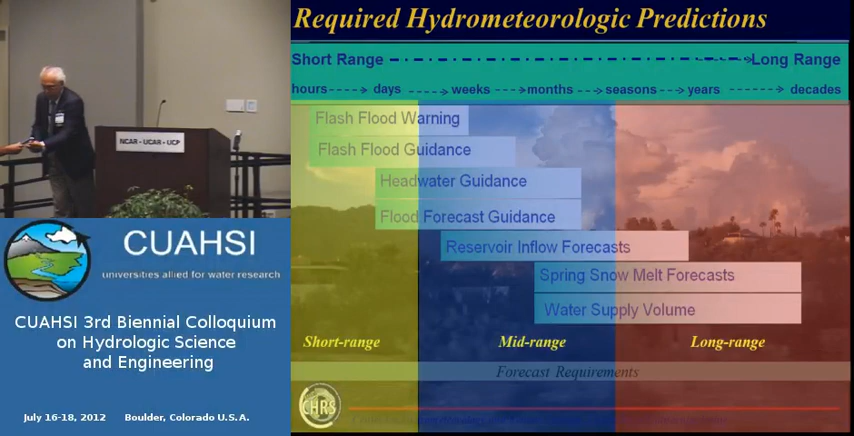 Required Hydrometeorologic Predictions
Short Range Long Range
hours days weeks months seasons years decades
Flash Flood Warning
Flash Flood Guidance
Headwater Guidance
Flood Forecast Guidance
Reservoir Inflow Forecasts
Spring Snow Melt Forecasts
Water Supply Volume
Short-range Mid-range Long-range
Forecast Requirements
CHRS
NCAR - UCAR - UCP
CUAHSI
universities allied for water research
CUAHSI 3rd Biennial Colloquium
on Hydrologic Science
and Engineering
July 16-18, 2012 Boulder, Colorado U.S.A.